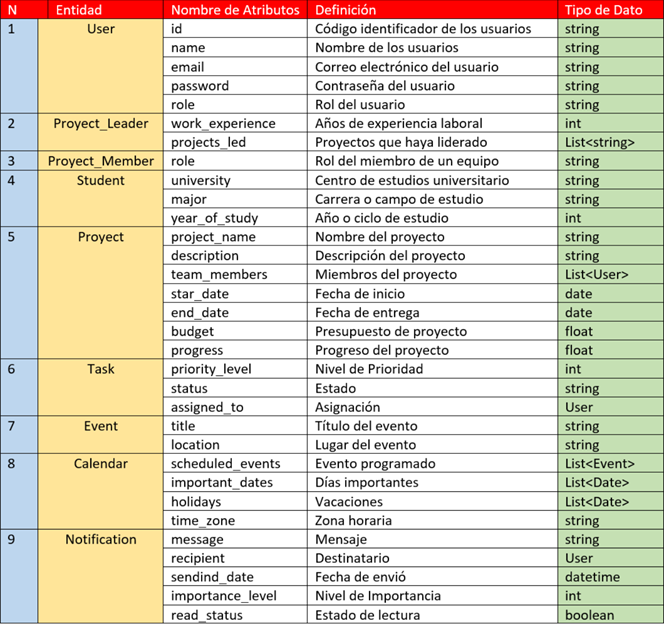 N Entidad Nombre de Atributos Definición Tipo de Dato
1 User id Código identificador de los usuarios string
name Nombre de los usuarios string
email Correo electrónico del usuario string
password Contraseña del usuario string
role Rol del usuario string
2 Proyect_Leader work_experience Años de experiencia laboral int
projects_led Proyectos que haya liderado List<string>
3 Proyect_Member role Rol del miembro de un equipo string
4 Student university Centro de estudios universitario string
major Carrera o campo de estudio string
year_of_study Año o ciclo de estudio int
5 Proyect project_name Nombre del proyecto string
description Descripción del proyecto string
team_members Miembros del proyecto List<User>
star_date Fecha de inicio date
end_date Fecha de entrega date
budget Presupuesto de proyecto float
progress Progreso del proyecto float
6 Task priority_level Nivel de Prioridad int
status Estado string
assigned_to Asignación User
7 Event title Título del evento string
location Lugar del evento string
8 Calendar scheduled_events Evento programado List<Event>
important_dates Días importantes List<Date>
holidays Vacaciones List<Date>
time_zone Zona horaria string
9 Notification message Mensaje string
recipient Destinatario User
sendind_date Fecha de envió datetime
importance_level Nivel de Importancia int
read_status Estado de lectura boolean